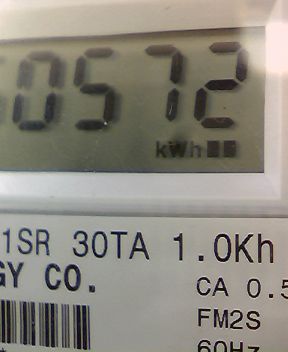 0572
kWh
1SR 30TA 1.0Kh
GY CO.
CA 0.5
FM2S
60Hz